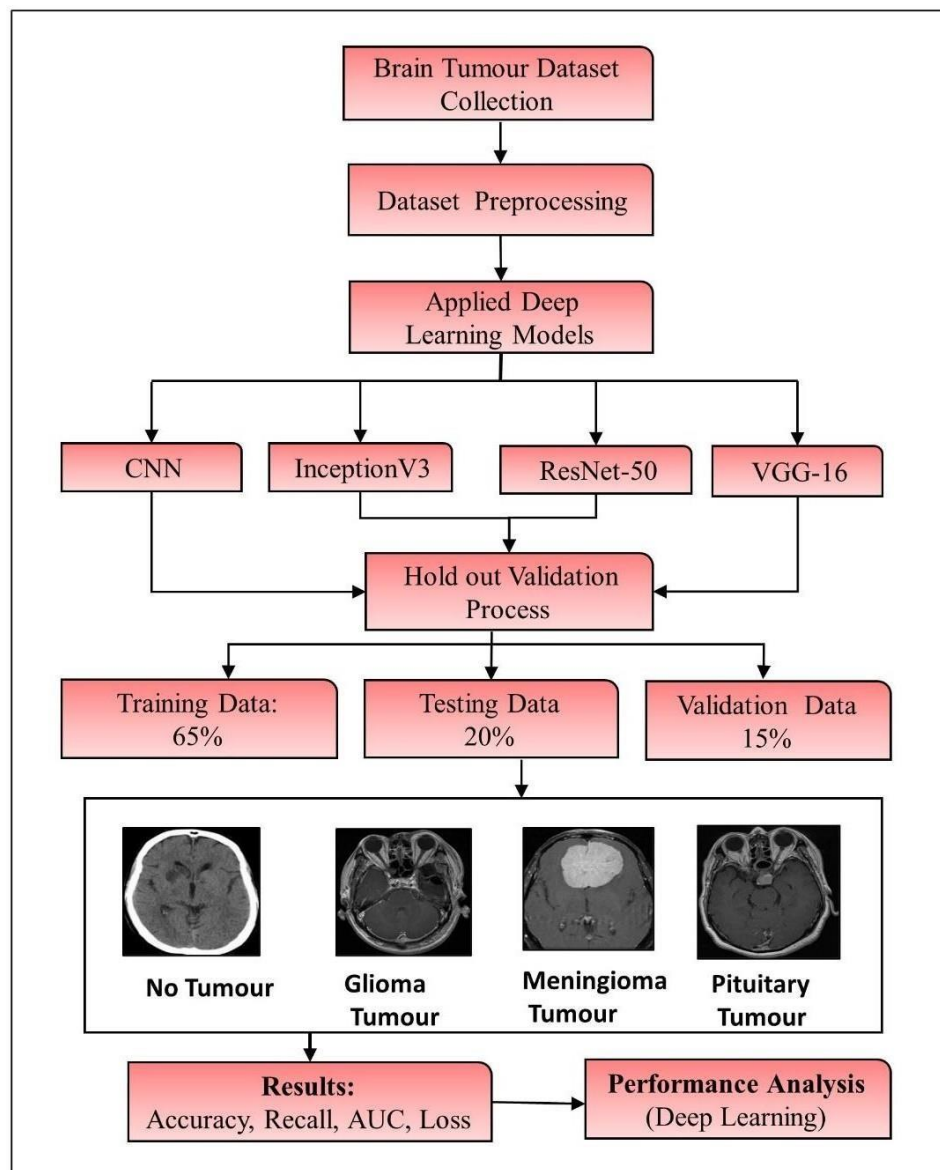 Brain Tumour Dataset
Collection
Dataset Preprocessing
Applied Deep
Learning Models
CNN
InceptionV3
ResNet-50
VGG-16
Hold out Validation
Process
Training Data:
65%
Testing Data
20%
Validation Data
15%
No Tumour
Glioma
Tumour
Meningioma
Tumour
Pituitary
Tumour
Results:
Accuracy, Recall, AUC, Loss
Performance Analysis
(Deep Learning)